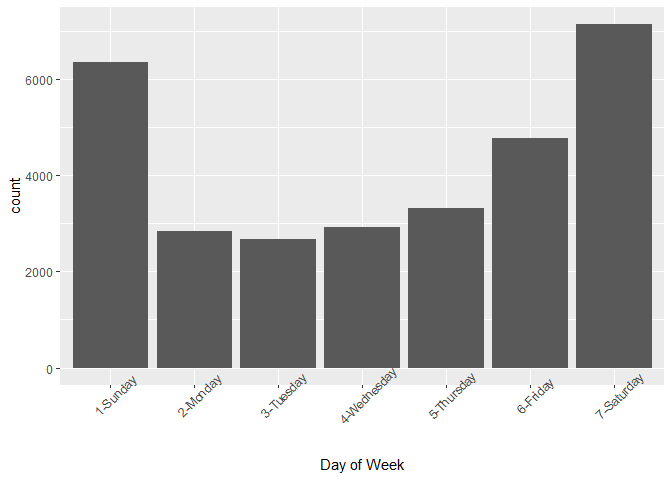 count
6000
4000
2000
0
1-Sunday
2-Monday
3-Tuesday
4-Wednesday
5-Thursday
6-Friday
7-Saturday
Day of Week